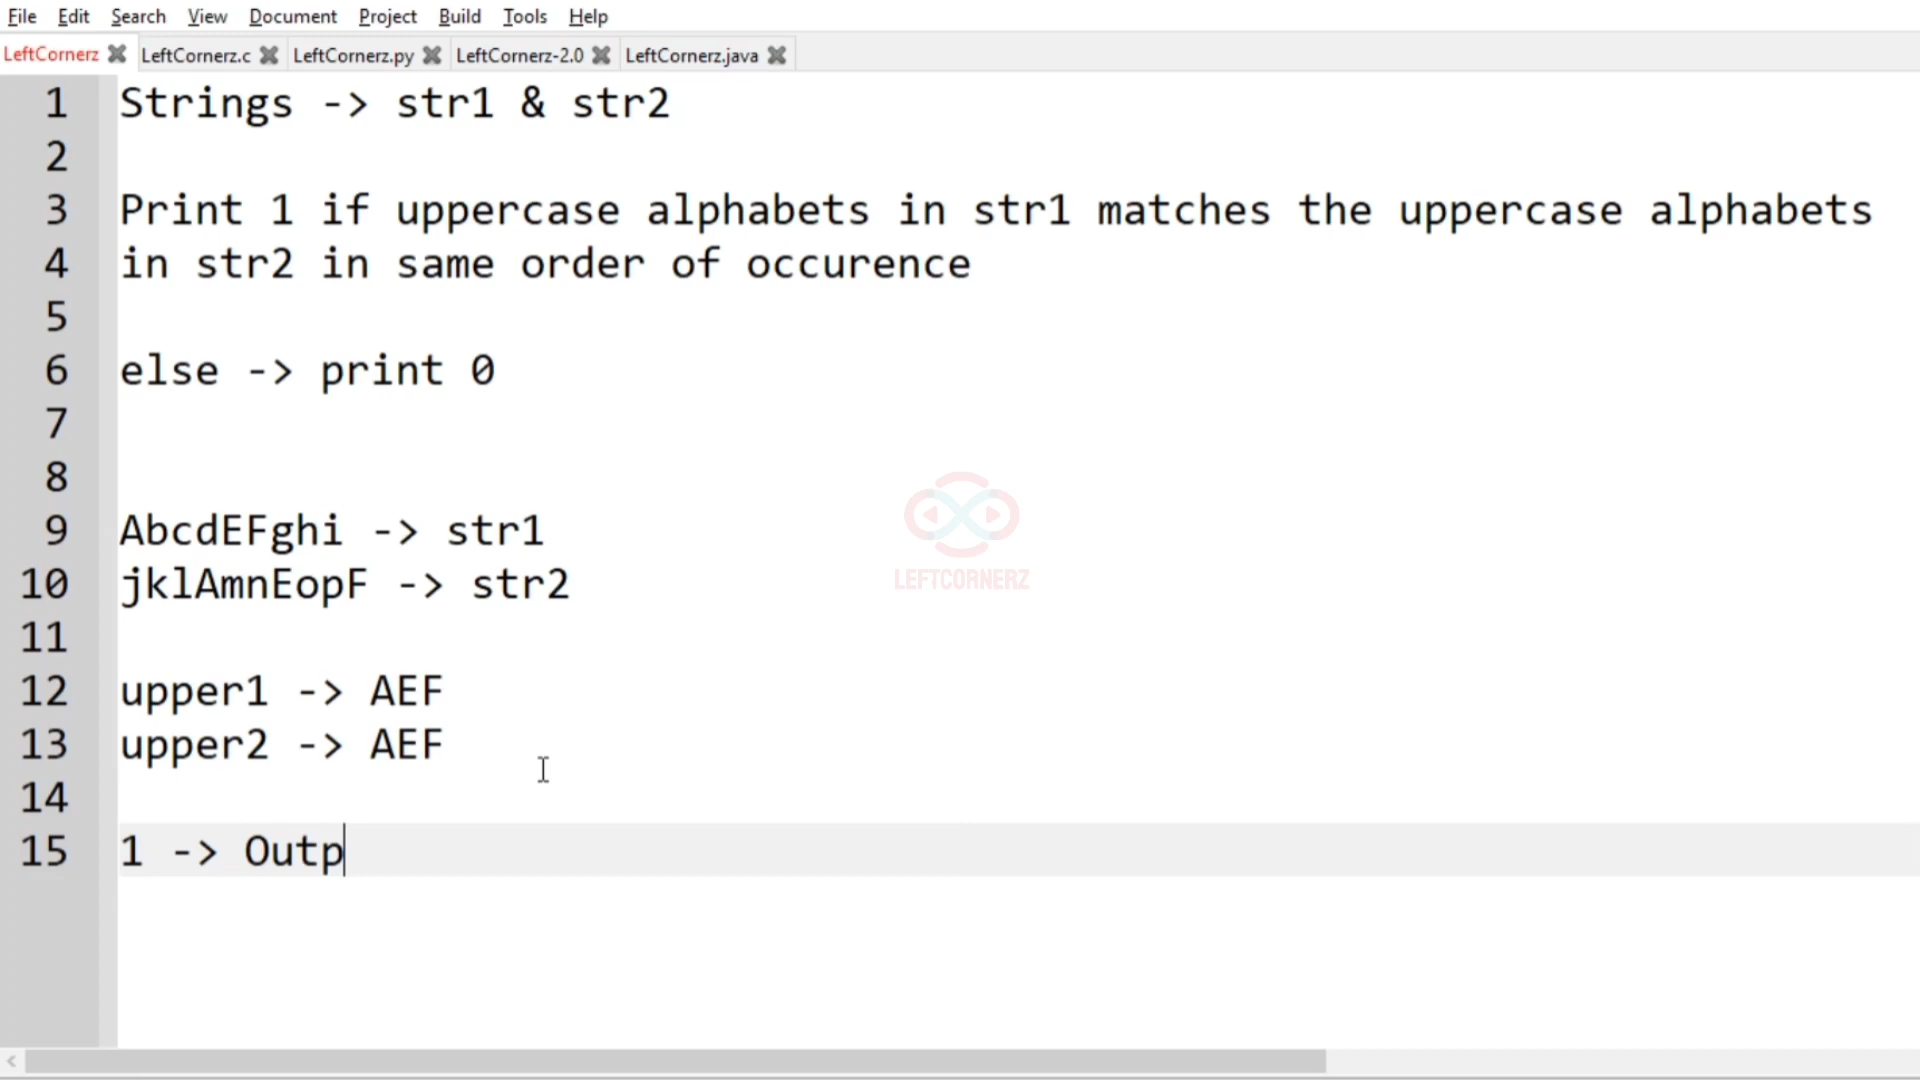 File Edit Search View Document Project Build Tools Help
LeftCornerz LeftCornerz.c LeftCornerz.py LeftCornerz-2.0 LeftCornerz.java
1 Strings -> str1 & str2
2
3 Print 1 if uppercase alphabets in str1 matches the uppercase alphabets
4 in str2 in same order of occurence
5
6 else -> print 0
7
8
9 AbcdEFghi -> str1
10 jklAmnEopF -> str2
11
12 upper1 -> AEF
13 upper2 -> AEF
14
15 1 -> Outp
LEFTCORNERZ